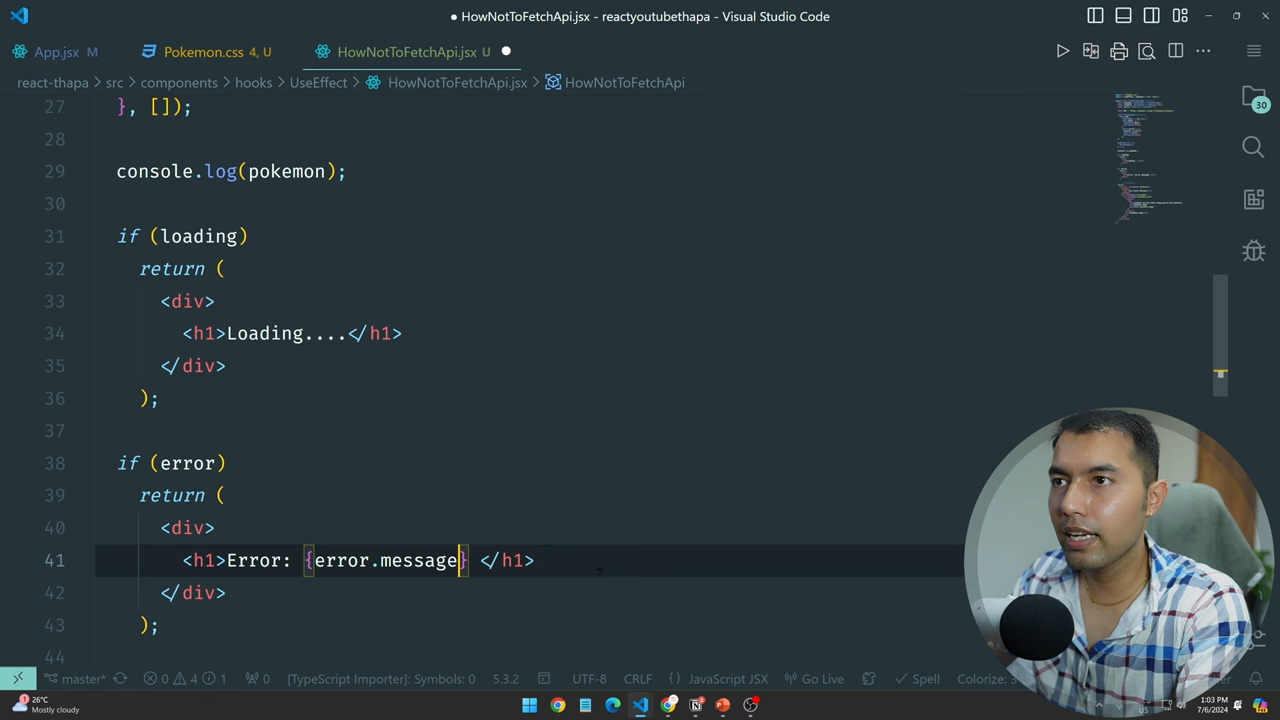 HowNotToFetchApi.jsx - reactyoutubethapa - Visual Studio Code
App.jsx M
Pokemon.css 4, U
HowNotToFetchApi.jsx U
react-thapa > src > components > hooks > UseEffect > HowNotToFetchApi.jsx > HowNotToFetchApi
27 }, []);
28
29 console.log(pokemon);
30
31 if (loading)
32 return (
33 <div>
34 <h1>Loading....</h1>
35 </div>
36 );
37
38 if (error)
39 return (
40 <div>
41 <h1>Error: {error.message} </h1>
42 </div>
43 );
44
30
master* 0 4 1 0 [TypeScript Importer]: Symbols: 0 5.3.2 UTF-8 CRLF {} JavaScript JSX Go Live Spell Colorize:
1
26°C
Mostly cloudy
1:03 PM
7/6/2024